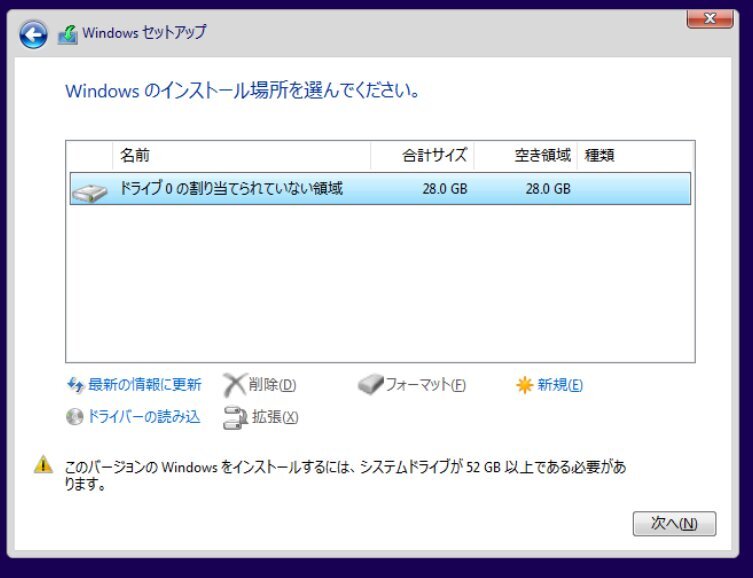 Windows セットアップ
Windows のインストール場所を選んでください。
名前 合計サイズ 空き領域 種類
ドライブ 0 の割り当てられていない領域 28.0 GB 28.0 GB
最新の情報に更新 削除(D) フォーマット(F) 新規(E)
ドライバーの読み込み 拡張(X)
このバージョンの Windows をインストールするには、システムドライブが 52 GB 以上である必要があ
ります。
次へ(N)